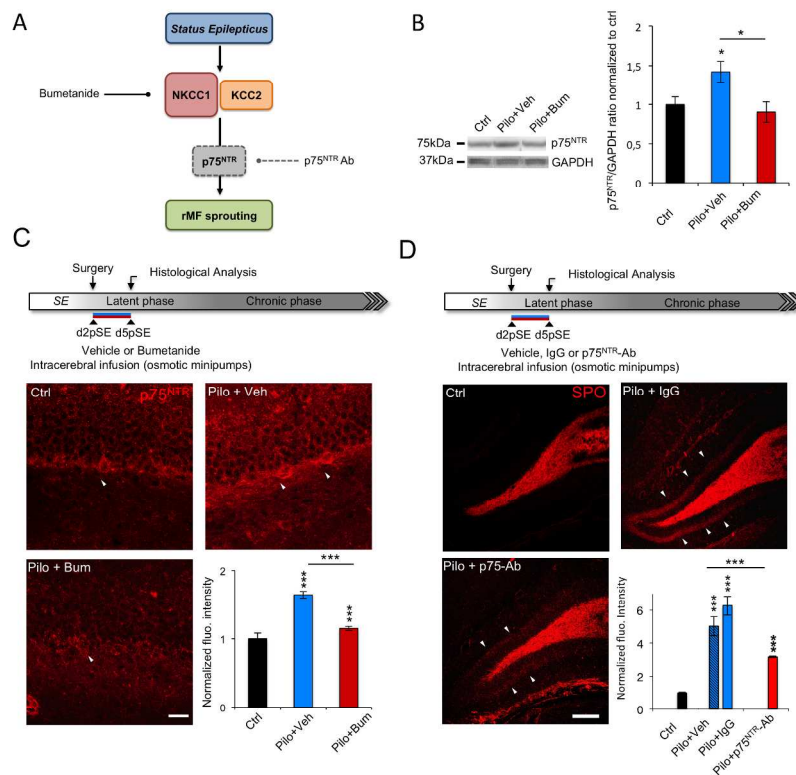 A
Status Epilepticus
Bumetanide
NKCC1
KCC2
p75NTR
p75NTR Ab
rMF sprouting
B
Ctrl
Pilo+Veh
Pilo+Bum
75kDa
p75NTR
37kDa
GAPDH
p75NTR/GAPDH ratio normalized to ctrl
2
1,5
1
0,5
0
*
*
Ctrl
Pilo+Veh
Pilo+Bum
C
Surgery
Histological Analysis
SE
Latent phase
Chronic phase
d2pSE
d5pSE
Vehicle or Bumetanide
Intracerebral infusion (osmotic minipumps)
Ctrl
p75NTR
Pilo + Veh
Pilo + Bum
Normalized fluo. intensity
2
1
0
***
***
***
Ctrl
Pilo+Veh
Pilo+Bum
D
Surgery
Histological Analysis
SE
Latent phase
Chronic phase
d2pSE
d5pSE
Vehicle, IgG or p75NTR-Ab
Intracerebral infusion (osmotic minipumps)
Ctrl
SPO
Pilo + IgG
Pilo + p75-Ab
Normalized fluo. Intensity
6
4
2
0
***
***
***
***
Ctrl
Pilo+Veh
Pilo+IgG
Pilo+p75NTR-Ab